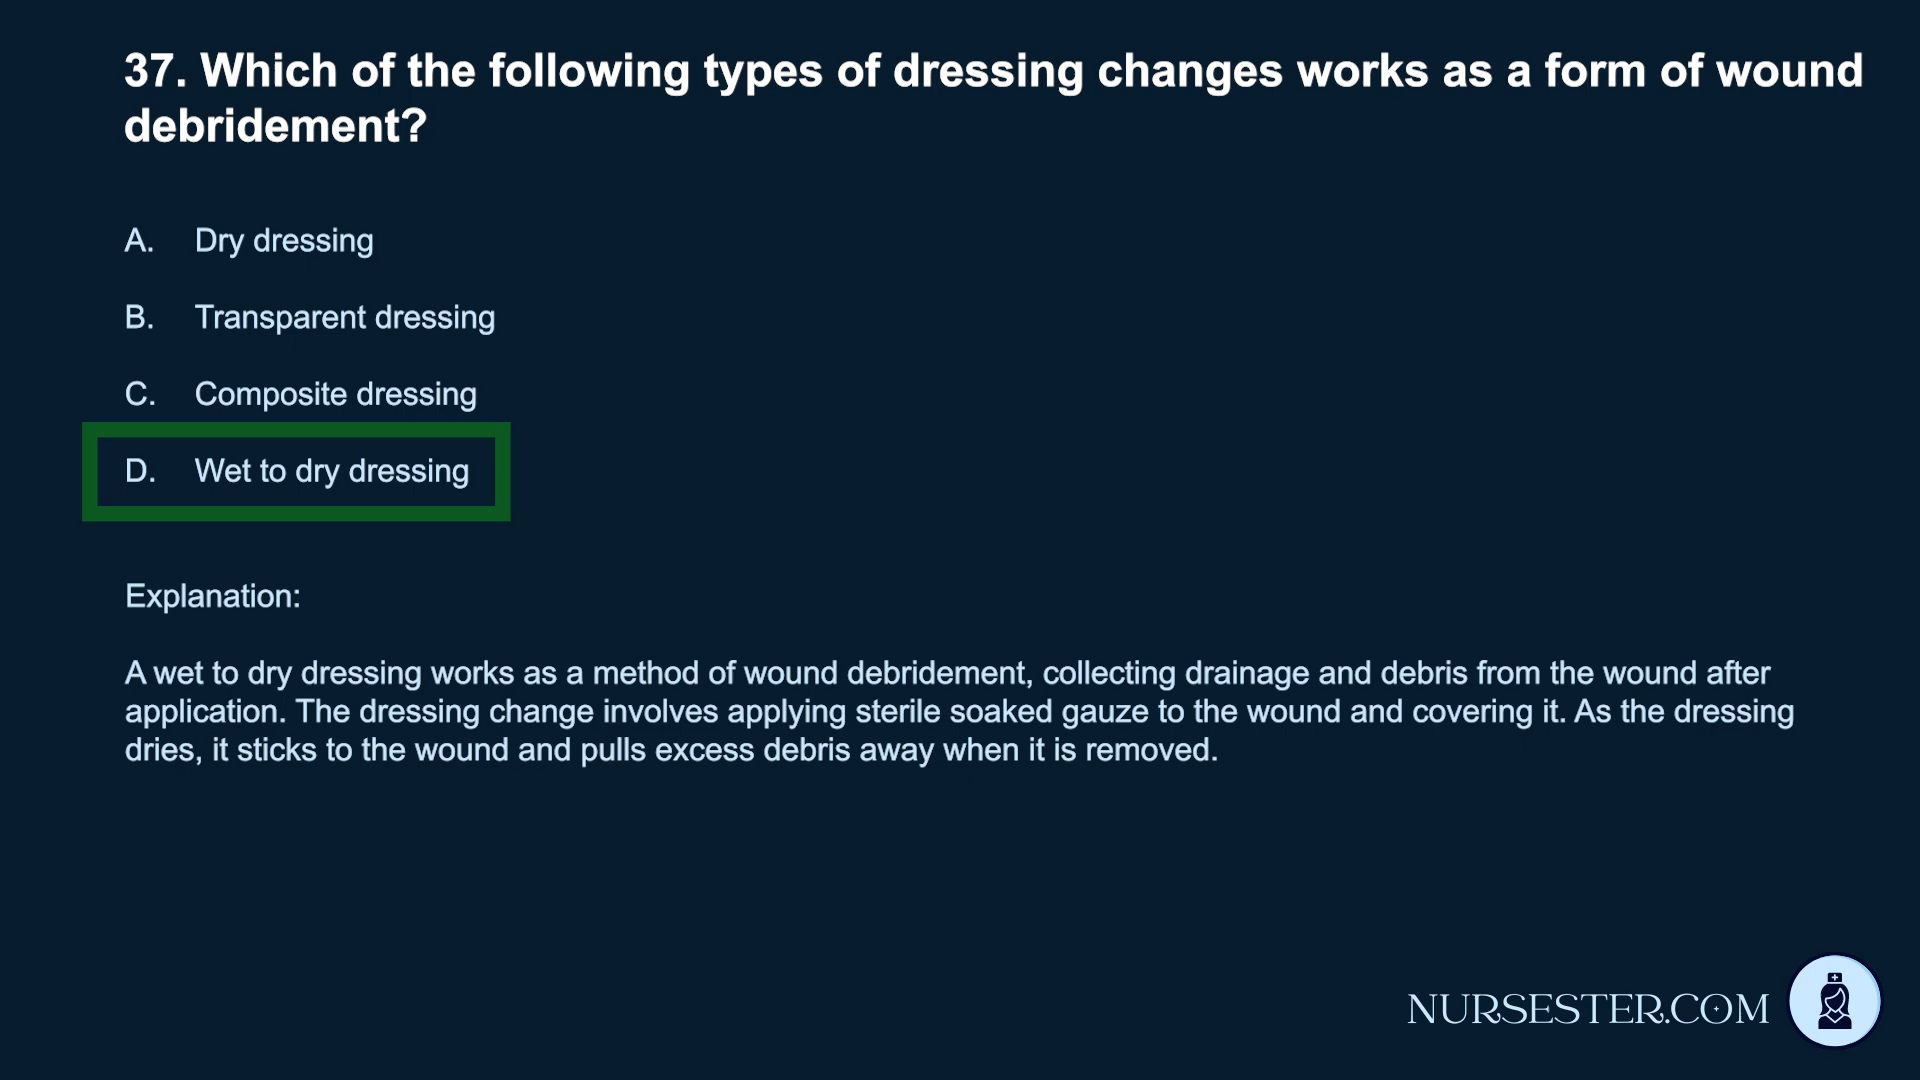 37. Which of the following types of dressing changes works as a form of wound
debridement?
A. Dry dressing
B. Transparent dressing
C. Composite dressing
D. Wet to dry dressing
Explanation:
A wet to dry dressing works as a method of wound debridement, collecting drainage and debris from the wound after
application. The dressing change involves applying sterile soaked gauze to the wound and covering it. As the dressing
dries, it sticks to the wound and pulls excess debris away when it is removed.
NURSESTER.COM